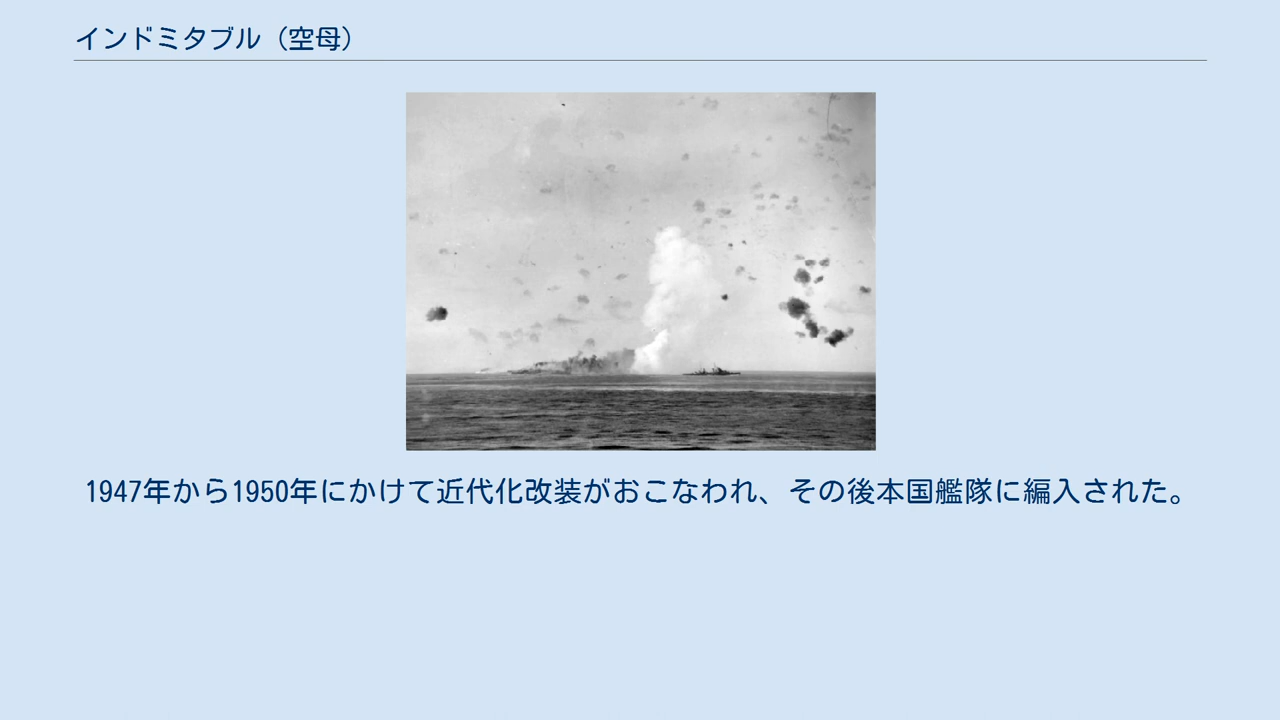 インドミタブル（空母）
1947年から1950年にかけて近代化改装がおこなわれ、その後本国艦隊に編入された。